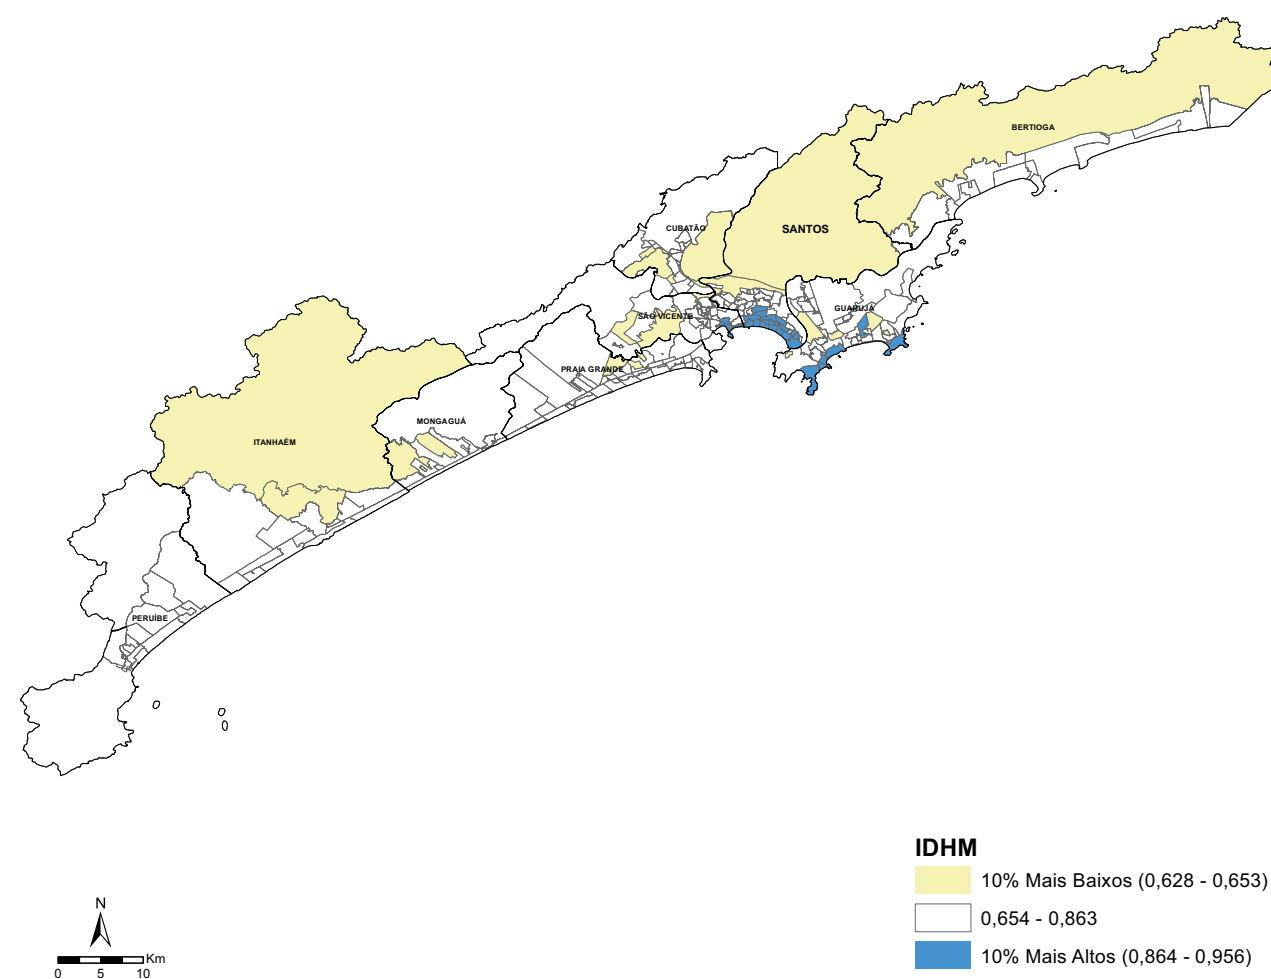 BERTIOGA
SANTOS
CUBATÃO
GUARUJÁ
SÃO VICENTE
PRAIA GRANDE
MONGAGUÁ
ITANHAÉM
PERUÍBE
IDHM
10% Mais Baixos (0,628 - 0,653)
0,654 - 0,863
10% Mais Altos (0,864 - 0,956)
N
Km
0 5 10